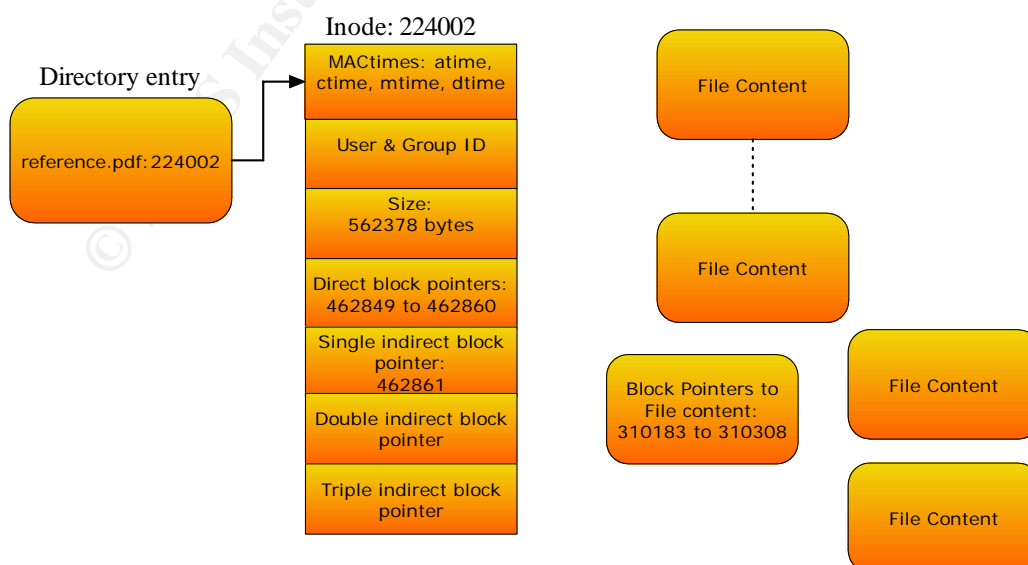 Inode: 224002
Directory entry
reference.pdf:224002
MACtimes: atime,
ctime, mtime, dtime
User & Group ID
Size:
562378 bytes
Direct block pointers:
462849 to 462860
Single indirect block
pointer:
462861
Double indirect block
pointer
Triple indirect block
pointer
File Content
File Content
Block Pointers to
File content:
310183 to 310308
File Content
File Content